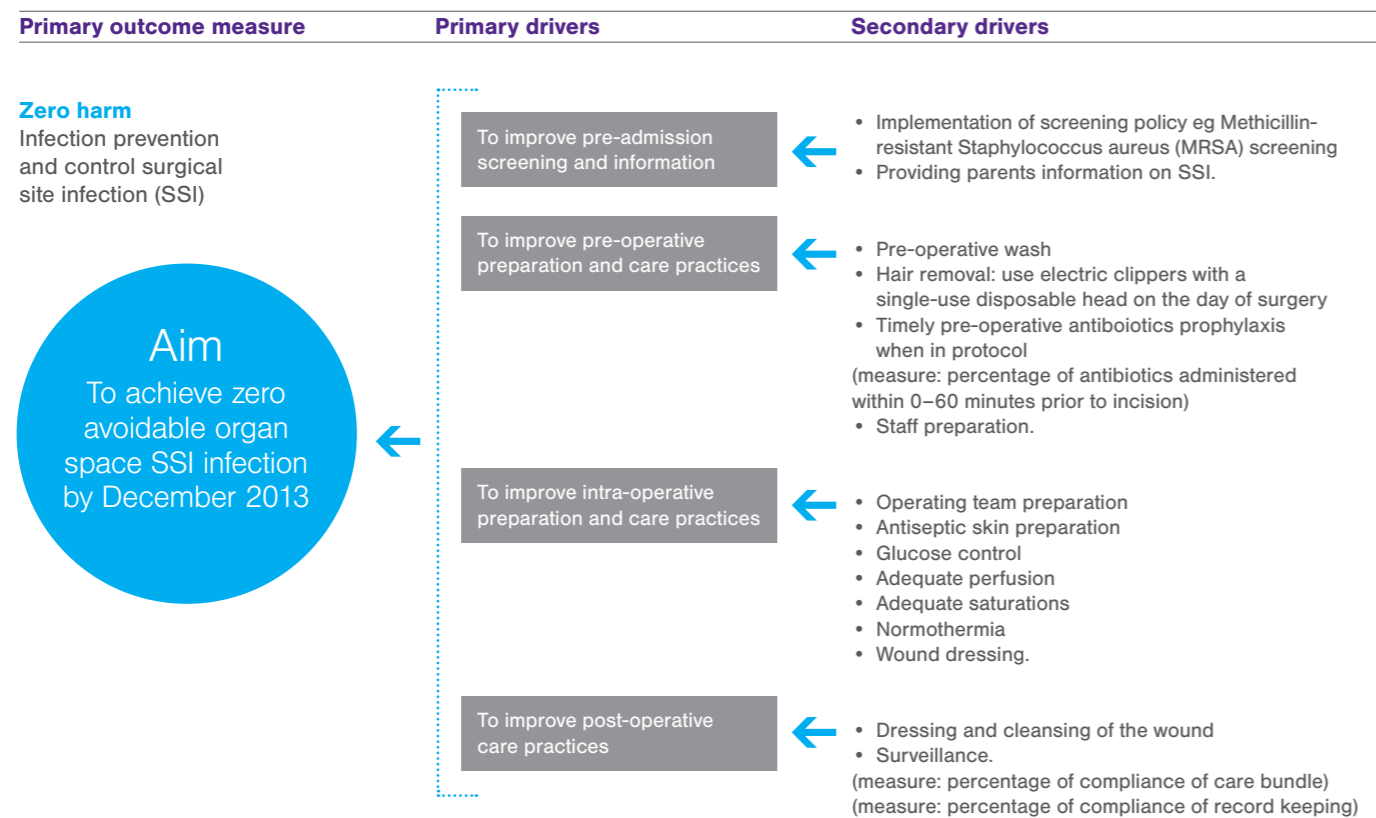 Primary outcome measure
Primary drivers
Secondary drivers
Zero harm
Infection prevention
and control surgical
site infection (SSI)
Aim
To achieve zero
avoidable organ
space SSI infection
by December 2013
To improve pre-admission
screening and information
• Implementation of screening policy eg Methicillin-
resistant Staphylococcus aureus (MRSA) screening
• Providing parents information on SSI.
To improve pre-operative
preparation and care practices
• Pre-operative wash
• Hair removal: use electric clippers with a
single-use disposable head on the day of surgery
• Timely pre-operative antiboiotics prophylaxis
when in protocol
(measure: percentage of antibiotics administered
within 0–60 minutes prior to incision)
• Staff preparation.
To improve intra-operative
preparation and care practices
• Operating team preparation
• Antiseptic skin preparation
• Glucose control
• Adequate perfusion
• Adequate saturations
• Normothermia
• Wound dressing.
To improve post-operative
care practices
• Dressing and cleansing of the wound
• Surveillance.
(measure: percentage of compliance of care bundle)
(measure: percentage of compliance of record keeping)